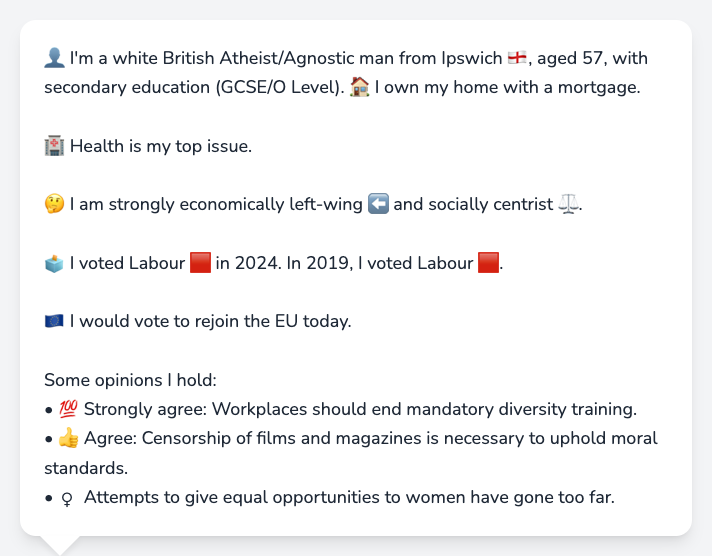 👤 I'm a white British Atheist/Agnostic man from Ipswich 🏴󠁧󠁢󠁥󠁮󠁧󠁿, aged 57, with
secondary education (GCSE/O Level). 🏠 I own my home with a mortgage.
🏥 Health is my top issue.
🤔 I am strongly economically left-wing ⬅️ and socially centrist ⚖️.
🗳️ I voted Labour 🟥 in 2024. In 2019, I voted Labour 🟥.
🇪🇺 I would vote to rejoin the EU today.
Some opinions I hold:
• 💯 Strongly agree: Workplaces should end mandatory diversity training.
• 👍 Agree: Censorship of films and magazines is necessary to uphold moral
standards.
• ♀ Attempts to give equal opportunities to women have gone too far.